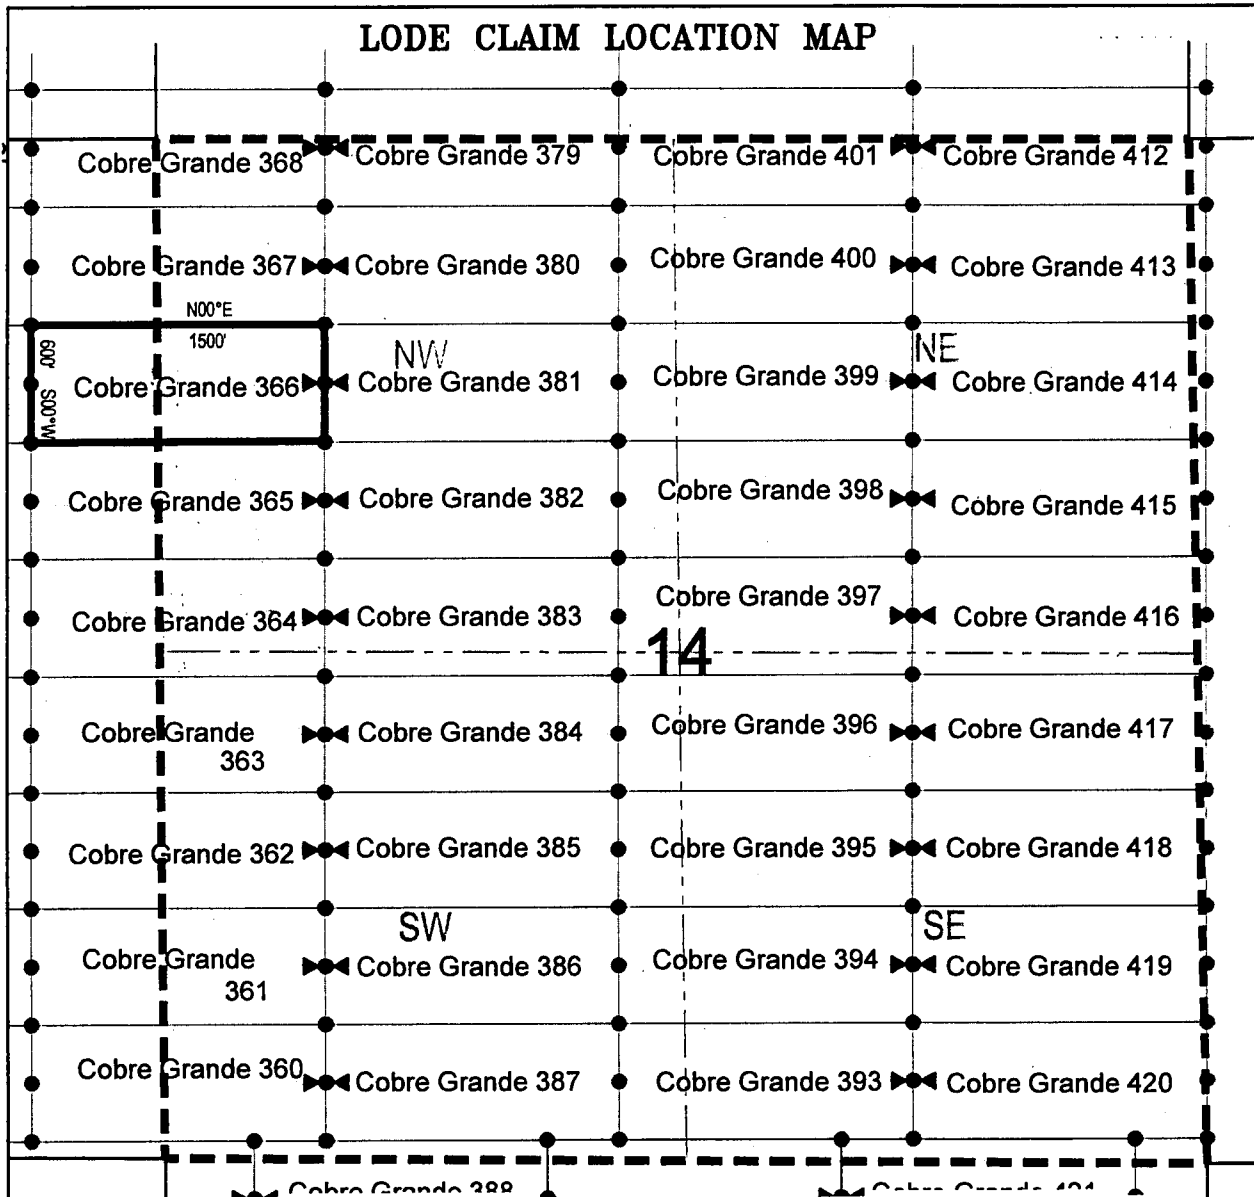 LODE CLAIM LOCATION MAP
Cobre Grande 368
Cobre Grande 379
Cobre Grande 401
Cobre Grande 412
Cobre Grande 367
Cobre Grande 380
Cobre Grande 400
Cobre Grande 413
N00°E
1500'
600'
S00°W
Cobre Grande 366
NW
Cobre Grande 381
Cobre Grande 399
NE
Cobre Grande 414
Cobre Grande 365
Cobre Grande 382
Cobre Grande 398
Cobre Grande 415
Cobre Grande 364
Cobre Grande 383
Cobre Grande 397
Cobre Grande 416
14
Cobre Grande
363
Cobre Grande 384
Cobre Grande 396
Cobre Grande 417
Cobre Grande 362
Cobre Grande 385
Cobre Grande 395
Cobre Grande 418
SW
SE
Cobre Grande
361
Cobre Grande 386
Cobre Grande 394
Cobre Grande 419
Cobre Grande 360
Cobre Grande 387
Cobre Grande 393
Cobre Grande 420
Cobre Grande 388
Cobre Grande 421